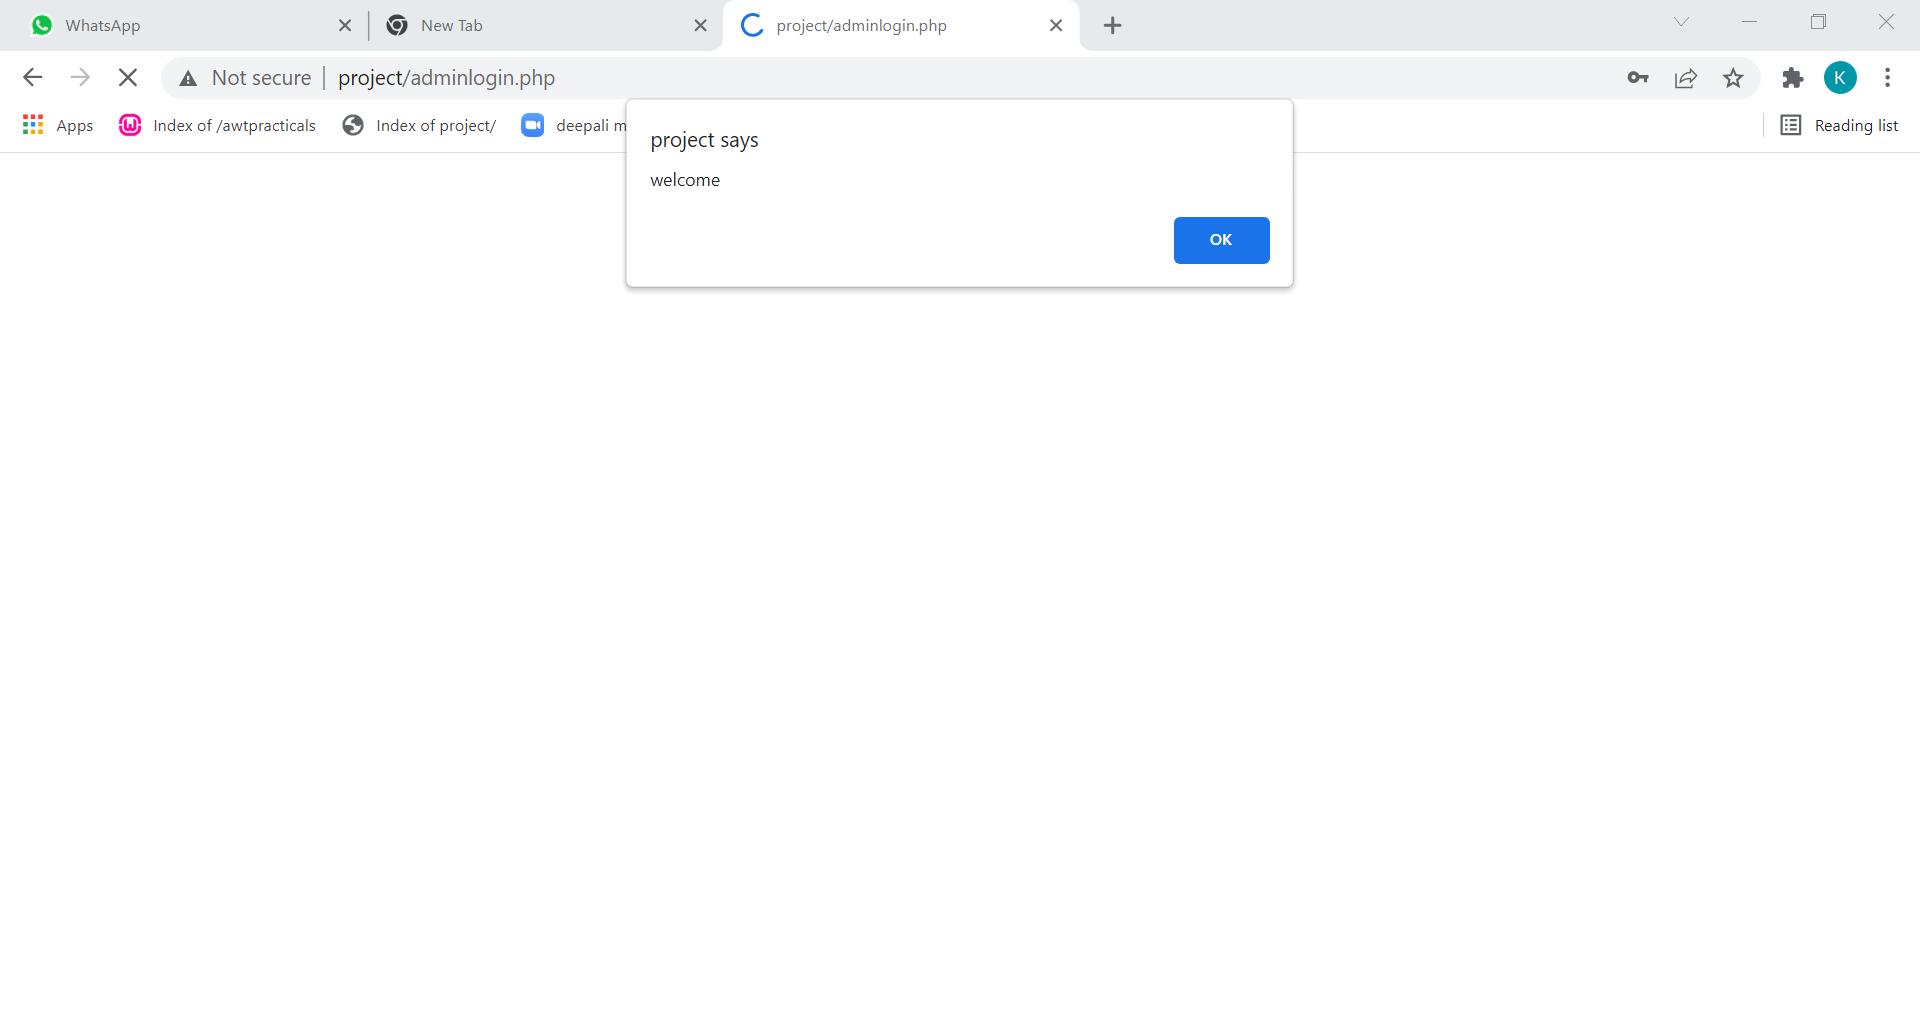 WhatsApp
New Tab
project/adminlogin.php
Not secure
project/adminlogin.php
K
Apps
Index of /awtpracticals
Index of project/
deepali m
Reading list
project says
welcome
OK